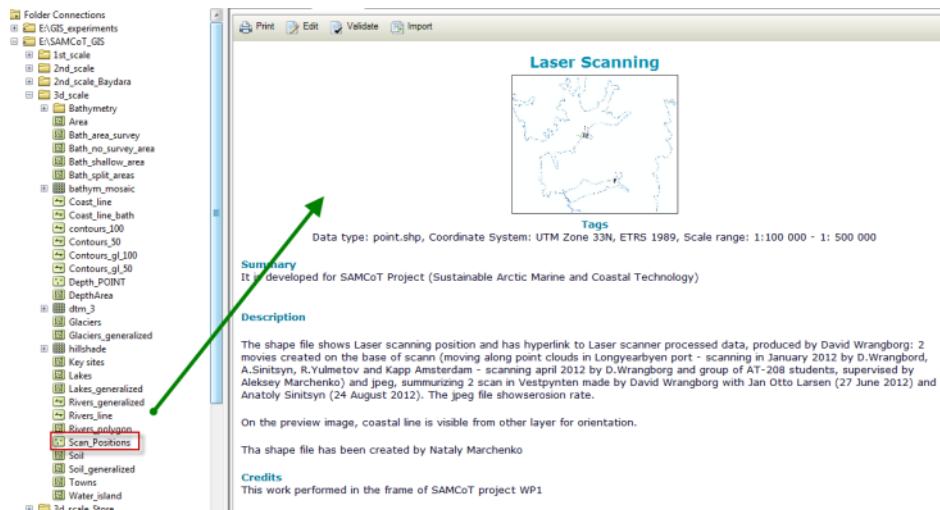 Folder Connections
E:\GIS_experiments
E:\SAMCoT_GIS
1st_scale
2nd_scale
2nd_scale_Baydara
3d_scale
Bathymetry
Area
Bath_area_survey
Bath_no_survey_area
Bath_shallow_area
Bath_split_areas
bathym_mosaic
Coast_line
Coast_line_bath
contours_100
Contours_50
Contours_gl_100
Contours_gl_50
Depth_POINT
DepthArea
dtm_3
Glaciers
Glaciers_generalized
hillshade
Key sites
Lakes
Lakes_generalized
Rivers_generalized
Rivers_line
Rivers_polygon
Scan_Positions
Soil
Soil_generalized
Towns
Water_island
3d_scale_Store
Print Edit Validate Import
Laser Scanning
Tags
Data type: point.shp, Coordinate System: UTM Zone 33N, ETRS 1989, Scale range: 1:100 000 - 1: 500 000
Summary
It is developed for SAMCoT Project (Sustainable Arctic Marine and Coastal Technology)
Description
The shape file shows Laser scanning position and has hyperlink to Laser scanner processed data, produced by David Wrangborg: 2
movies created on the base of scann (moving along point clouds in Longyearbyen port - scanning in January 2012 by D.Wrangbord,
A.Sinitsyn, R.Yulmetov and Kapp Amsterdam - scanning april 2012 by D.Wrangborg and group of AT-208 students, supervised by
Aleksey Marchenko) and jpeg, summurizing 2 scan in Vestpynten made by David Wrangborg with Jan Otto Larsen (27 June 2012) and
Anatoly Sinitsyn (24 August 2012). The jpeg file showserosion rate.
On the preview image, coastal line is visible from other layer for orientation.
Tha shape file has been created by Nataly Marchenko
Credits
This work performed in the frame of SAMCoT project WP1